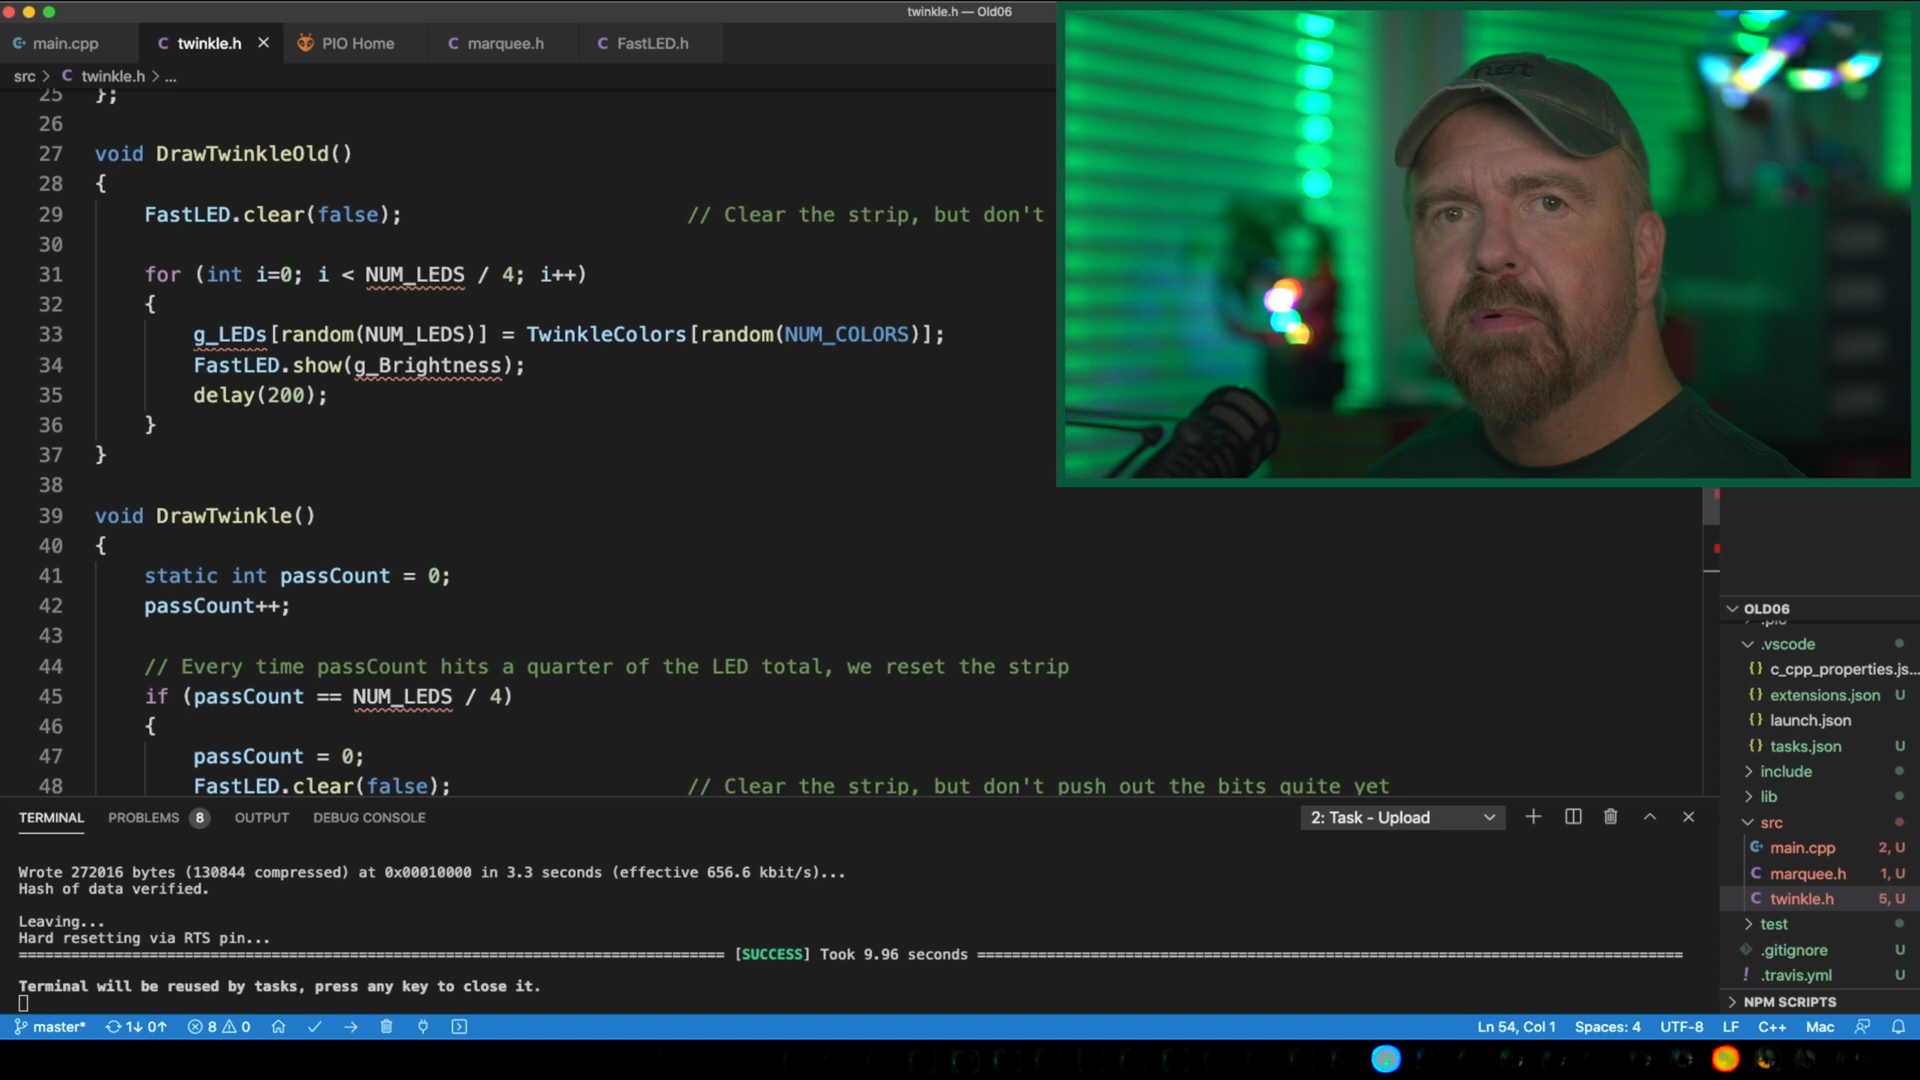 twinkle.h — Old06
main.cpp
twinkle.h
PIO Home
marquee.h
FastLED.h
src > C twinkle.h > ...
25 };
26
27 void DrawTwinkleOld()
28 {
29 FastLED.clear(false); // Clear the strip, but don't
30
31 for (int i=0; i < NUM_LEDS / 4; i++)
32 {
33 g_LEDs[random(NUM_LEDS)] = TwinkleColors[random(NUM_COLORS)];
34 FastLED.show(g_Brightness);
35 delay(200);
36 }
37 }
38
39 void DrawTwinkle()
40 {
41 static int passCount = 0;
42 passCount++;
43
44 // Every time passCount hits a quarter of the LED total, we reset the strip
45 if (passCount == NUM_LEDS / 4)
46 {
47 passCount = 0;
48 FastLED.clear(false); // Clear the strip, but don't push out the bits quite yet
OLD06
.pio
.vscode
{} c_cpp_properties.js...
{} extensions.json U
{} launch.json
{} tasks.json U
include
lib
src
main.cpp 2, U
C marquee.h 1, U
C twinkle.h 5, U
test
.gitignore U
! .travis.yml U
NPM SCRIPTS
TERMINAL PROBLEMS 8 OUTPUT DEBUG CONSOLE 2: Task - Upload
Wrote 272016 bytes (130844 compressed) at 0x00010000 in 3.3 seconds (effective 656.6 kbit/s)...
Hash of data verified.
Leaving...
Hard resetting via RTS pin...
[SUCCESS] Took 9.96 seconds
Terminal will be reused by tasks, press any key to close it.
master* 1↓ 0↑ 8 0 Ln 54, Col 1 Spaces: 4 UTF-8 LF C++ Mac